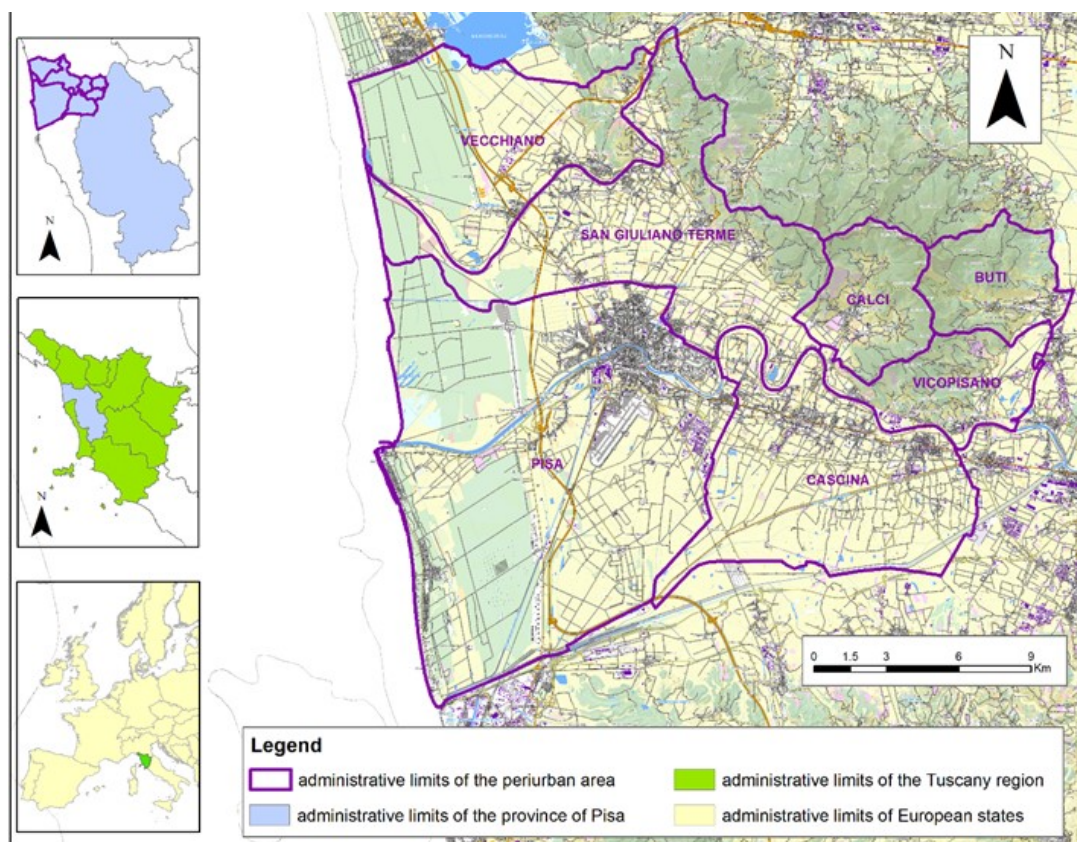 N
N
N
N
VECCHIANO
SAN GIULIANO TERME
BUTI
CALCI
VICOPISANO
PISA
CASCINA
0 1.5 3 6 9
Km
Legend
administrative limits of the periurban area
administrative limits of the Tuscany region
administrative limits of the province of Pisa
administrative limits of European states